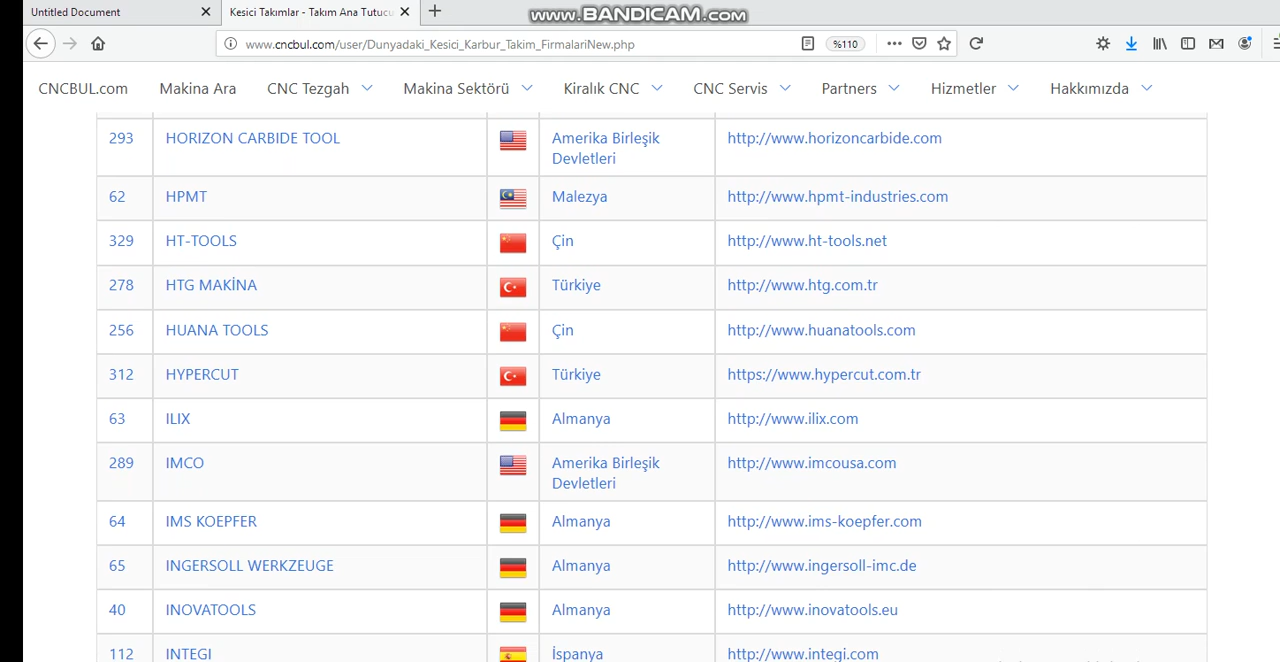 Untitled Document
Kesici Takımlar - Takım Ana Tutucu
www.BANDICAM.com
www.cncbul.com/user/Dunyadaki_Kesici_Karbur_Takim_FirmalariNew.php
%110
CNCBUL.com Makina Ara CNC Tezgah Makina Sektörü Kiralık CNC CNC Servis Partners Hizmetler Hakkımızda
293 HORIZON CARBIDE TOOL Amerika Birleşik Devletleri http://www.horizoncarbide.com
62 HPMT Malezya http://www.hpmt-industries.com
329 HT-TOOLS Çin http://www.ht-tools.net
278 HTG MAKİNA Türkiye http://www.htg.com.tr
256 HUANA TOOLS Çin http://www.huanatools.com
312 HYPERCUT Türkiye https://www.hypercut.com.tr
63 ILIX Almanya http://www.ilix.com
289 IMCO Amerika Birleşik Devletleri http://www.imcousa.com
64 IMS KOEPFER Almanya http://www.ims-koepfer.com
65 INGERSOLL WERKZEUGE Almanya http://www.ingersoll-imc.de
40 INOVATOOLS Almanya http://www.inovatools.eu
112 INTEGI İspanya http://www.integi.com